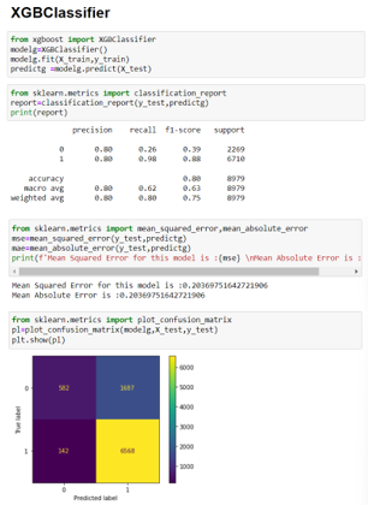 XGBClassifier
from xgboost import XGBClassifier
modelg=XGBClassifier()
modelg.fit(X_train,y_train)
predictg =modelg.predict(X_test)
from sklearn.metrics import classification_report
report=classification_report(y_test,predictg)
print(report)
precision recall f1-score support
0 0.80 0.26 0.39 2269
1 0.80 0.98 0.88 6710
accuracy 0.80 8979
macro avg 0.80 0.62 0.63 8979
weighted avg 0.80 0.80 0.75 8979
from sklearn.metrics import mean_squared_error,mean_absolute_error
mse=mean_squared_error(y_test,predictg)
mae=mean_absolute_error(y_test,predictg)
print(f"Mean Squared Error for this model is :{mse} \nMean Absolute Error is :
Mean Squared Error for this model is :0.20369751642721906
Mean Absolute Error is :0.20369751642721906
from sklearn.metrics import plot_confusion_matrix
pl=plot_confusion_matrix(modelg,X_test,y_test)
plt.show(pl)
6000
0 582 1687
5000
4000
True label
3000
1 142 6568
2000
1000
0 1
Predicted label